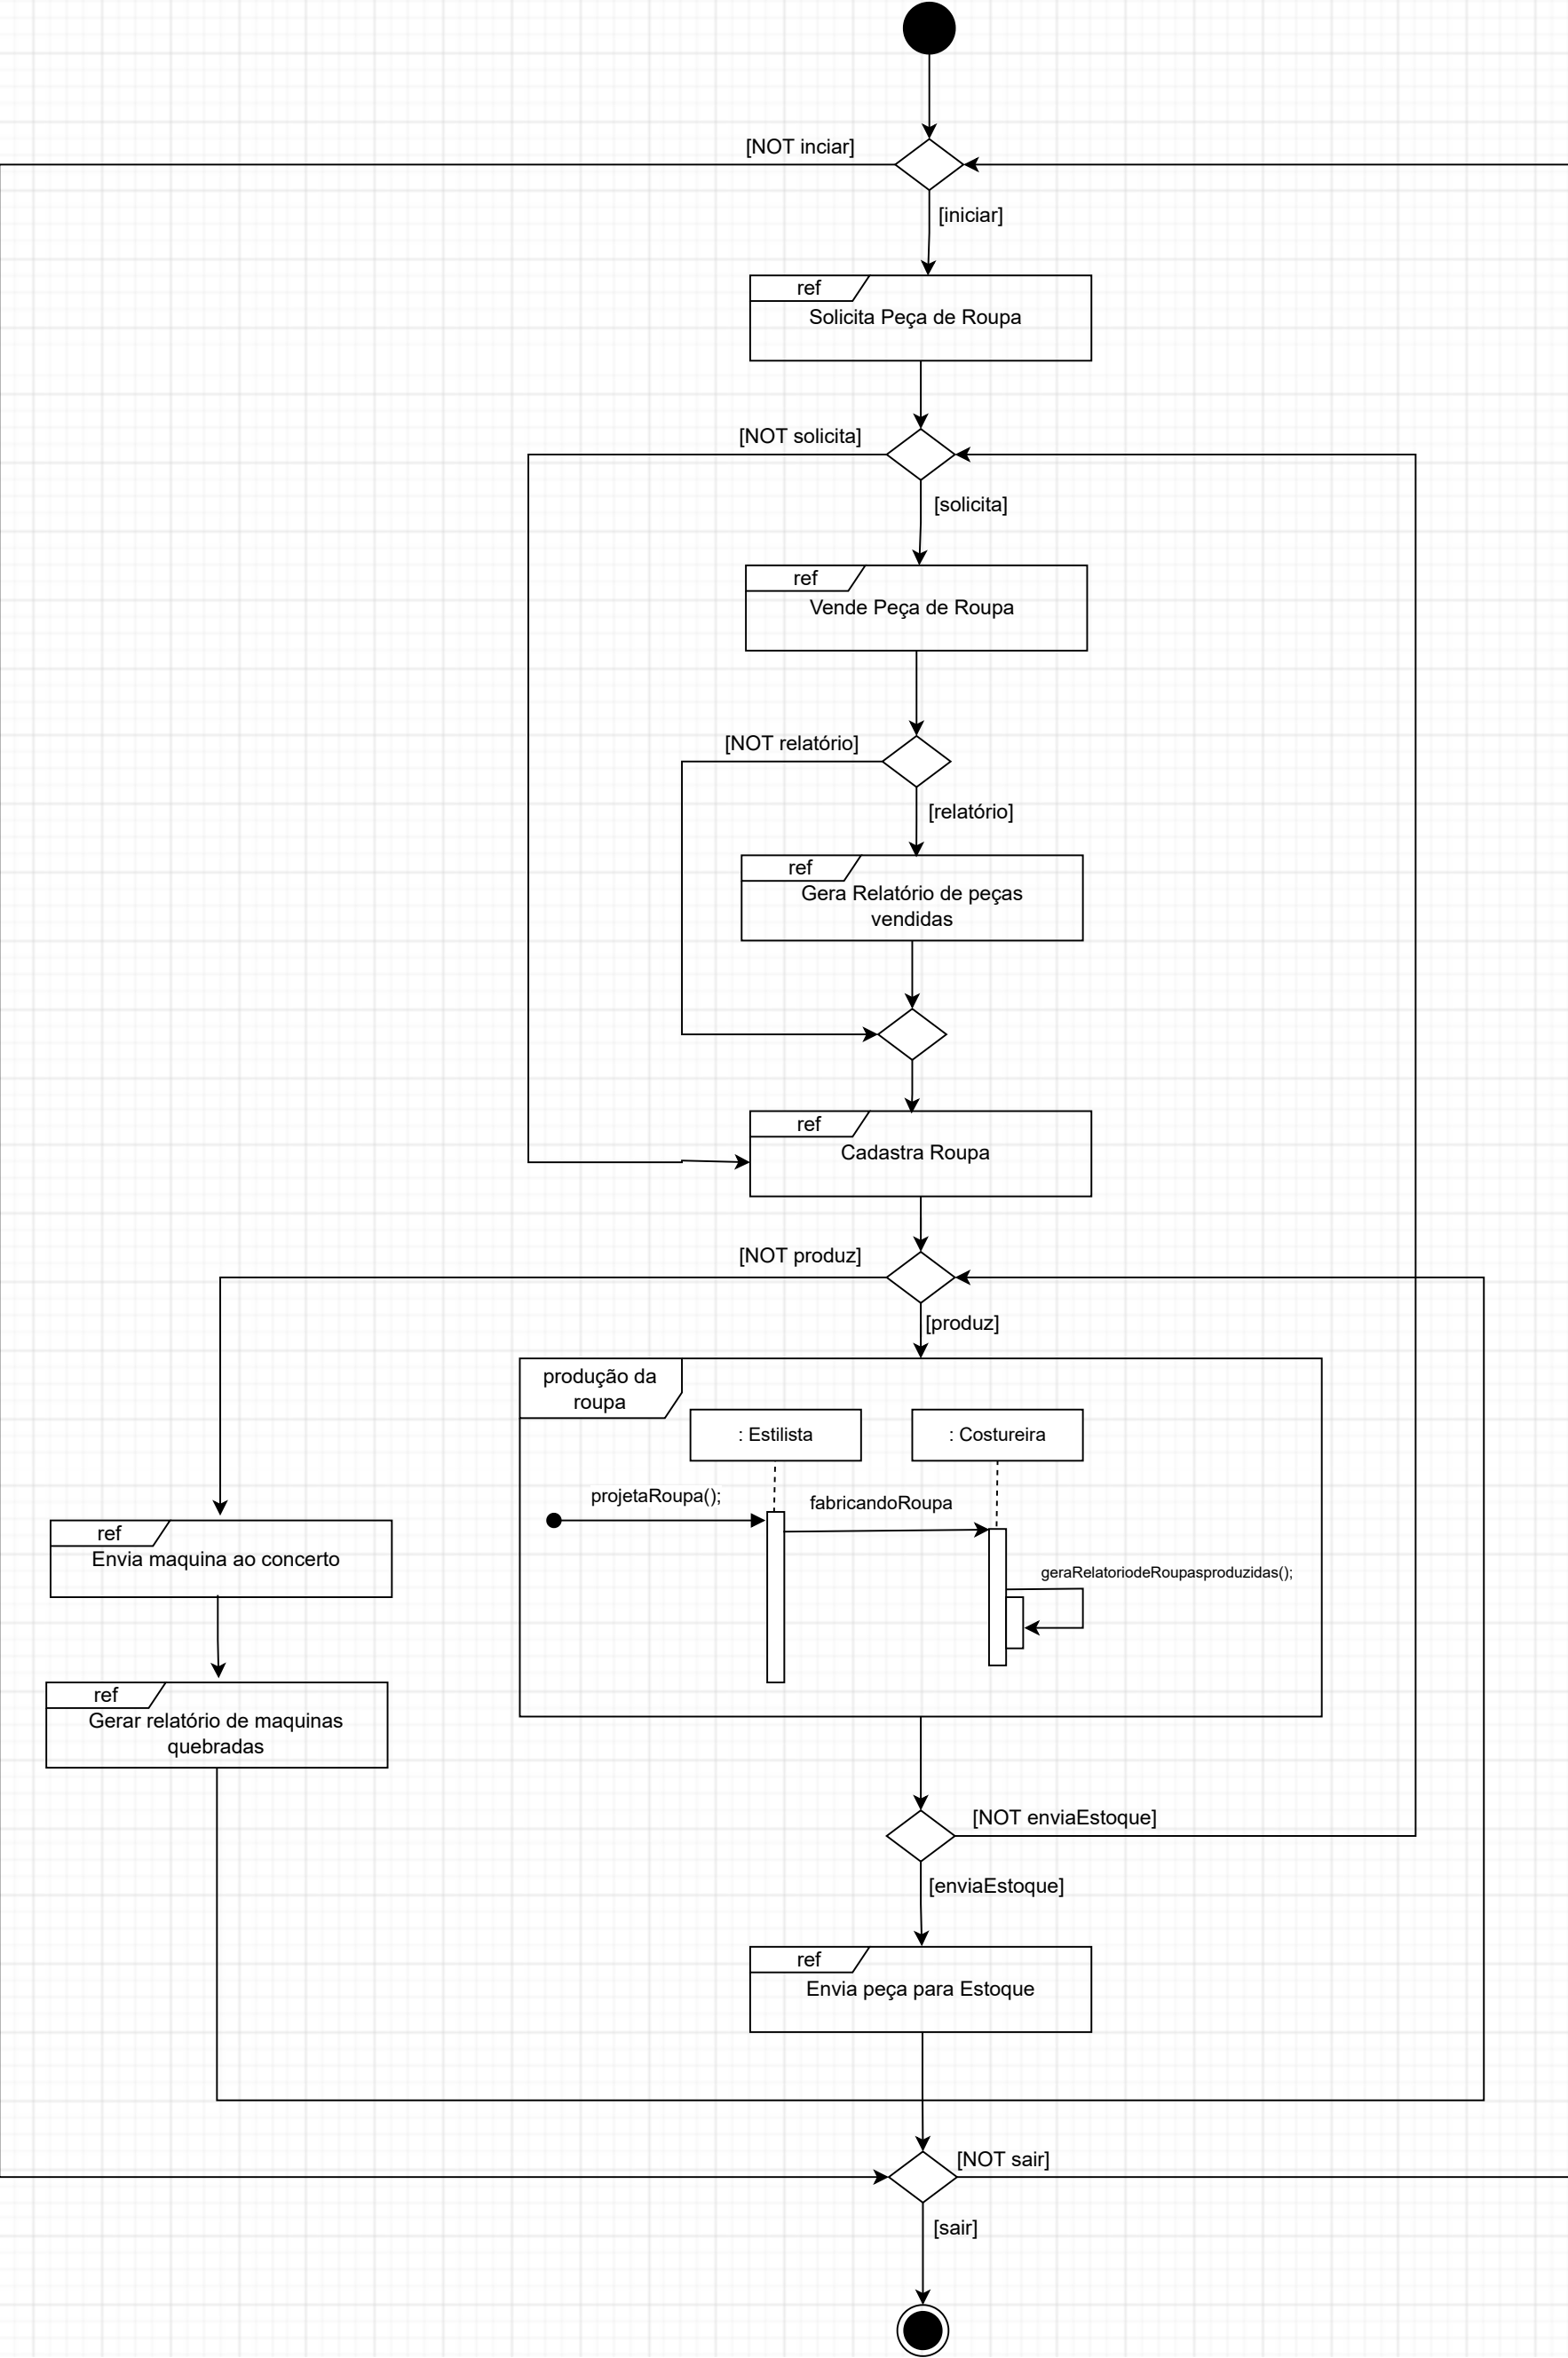 [NOT inciar]
[iniciar]
ref
Solicita Peça de Roupa
[NOT solicita]
[solicita]
ref
Vende Peça de Roupa
[NOT relatório]
[relatório]
ref
Gera Relatório de peças
vendidas
ref
Cadastra Roupa
[NOT produz]
[produz]
produção da
roupa
: Estilista
: Costureira
projetaRoupa();
fabricandoRoupa
geraRelatoriodeRoupasproduzidas();
ref
Envia maquina ao concerto
ref
Gerar relatório de maquinas
quebradas
[NOT enviaEstoque]
[enviaEstoque]
ref
Envia peça para Estoque
[NOT sair]
[sair]